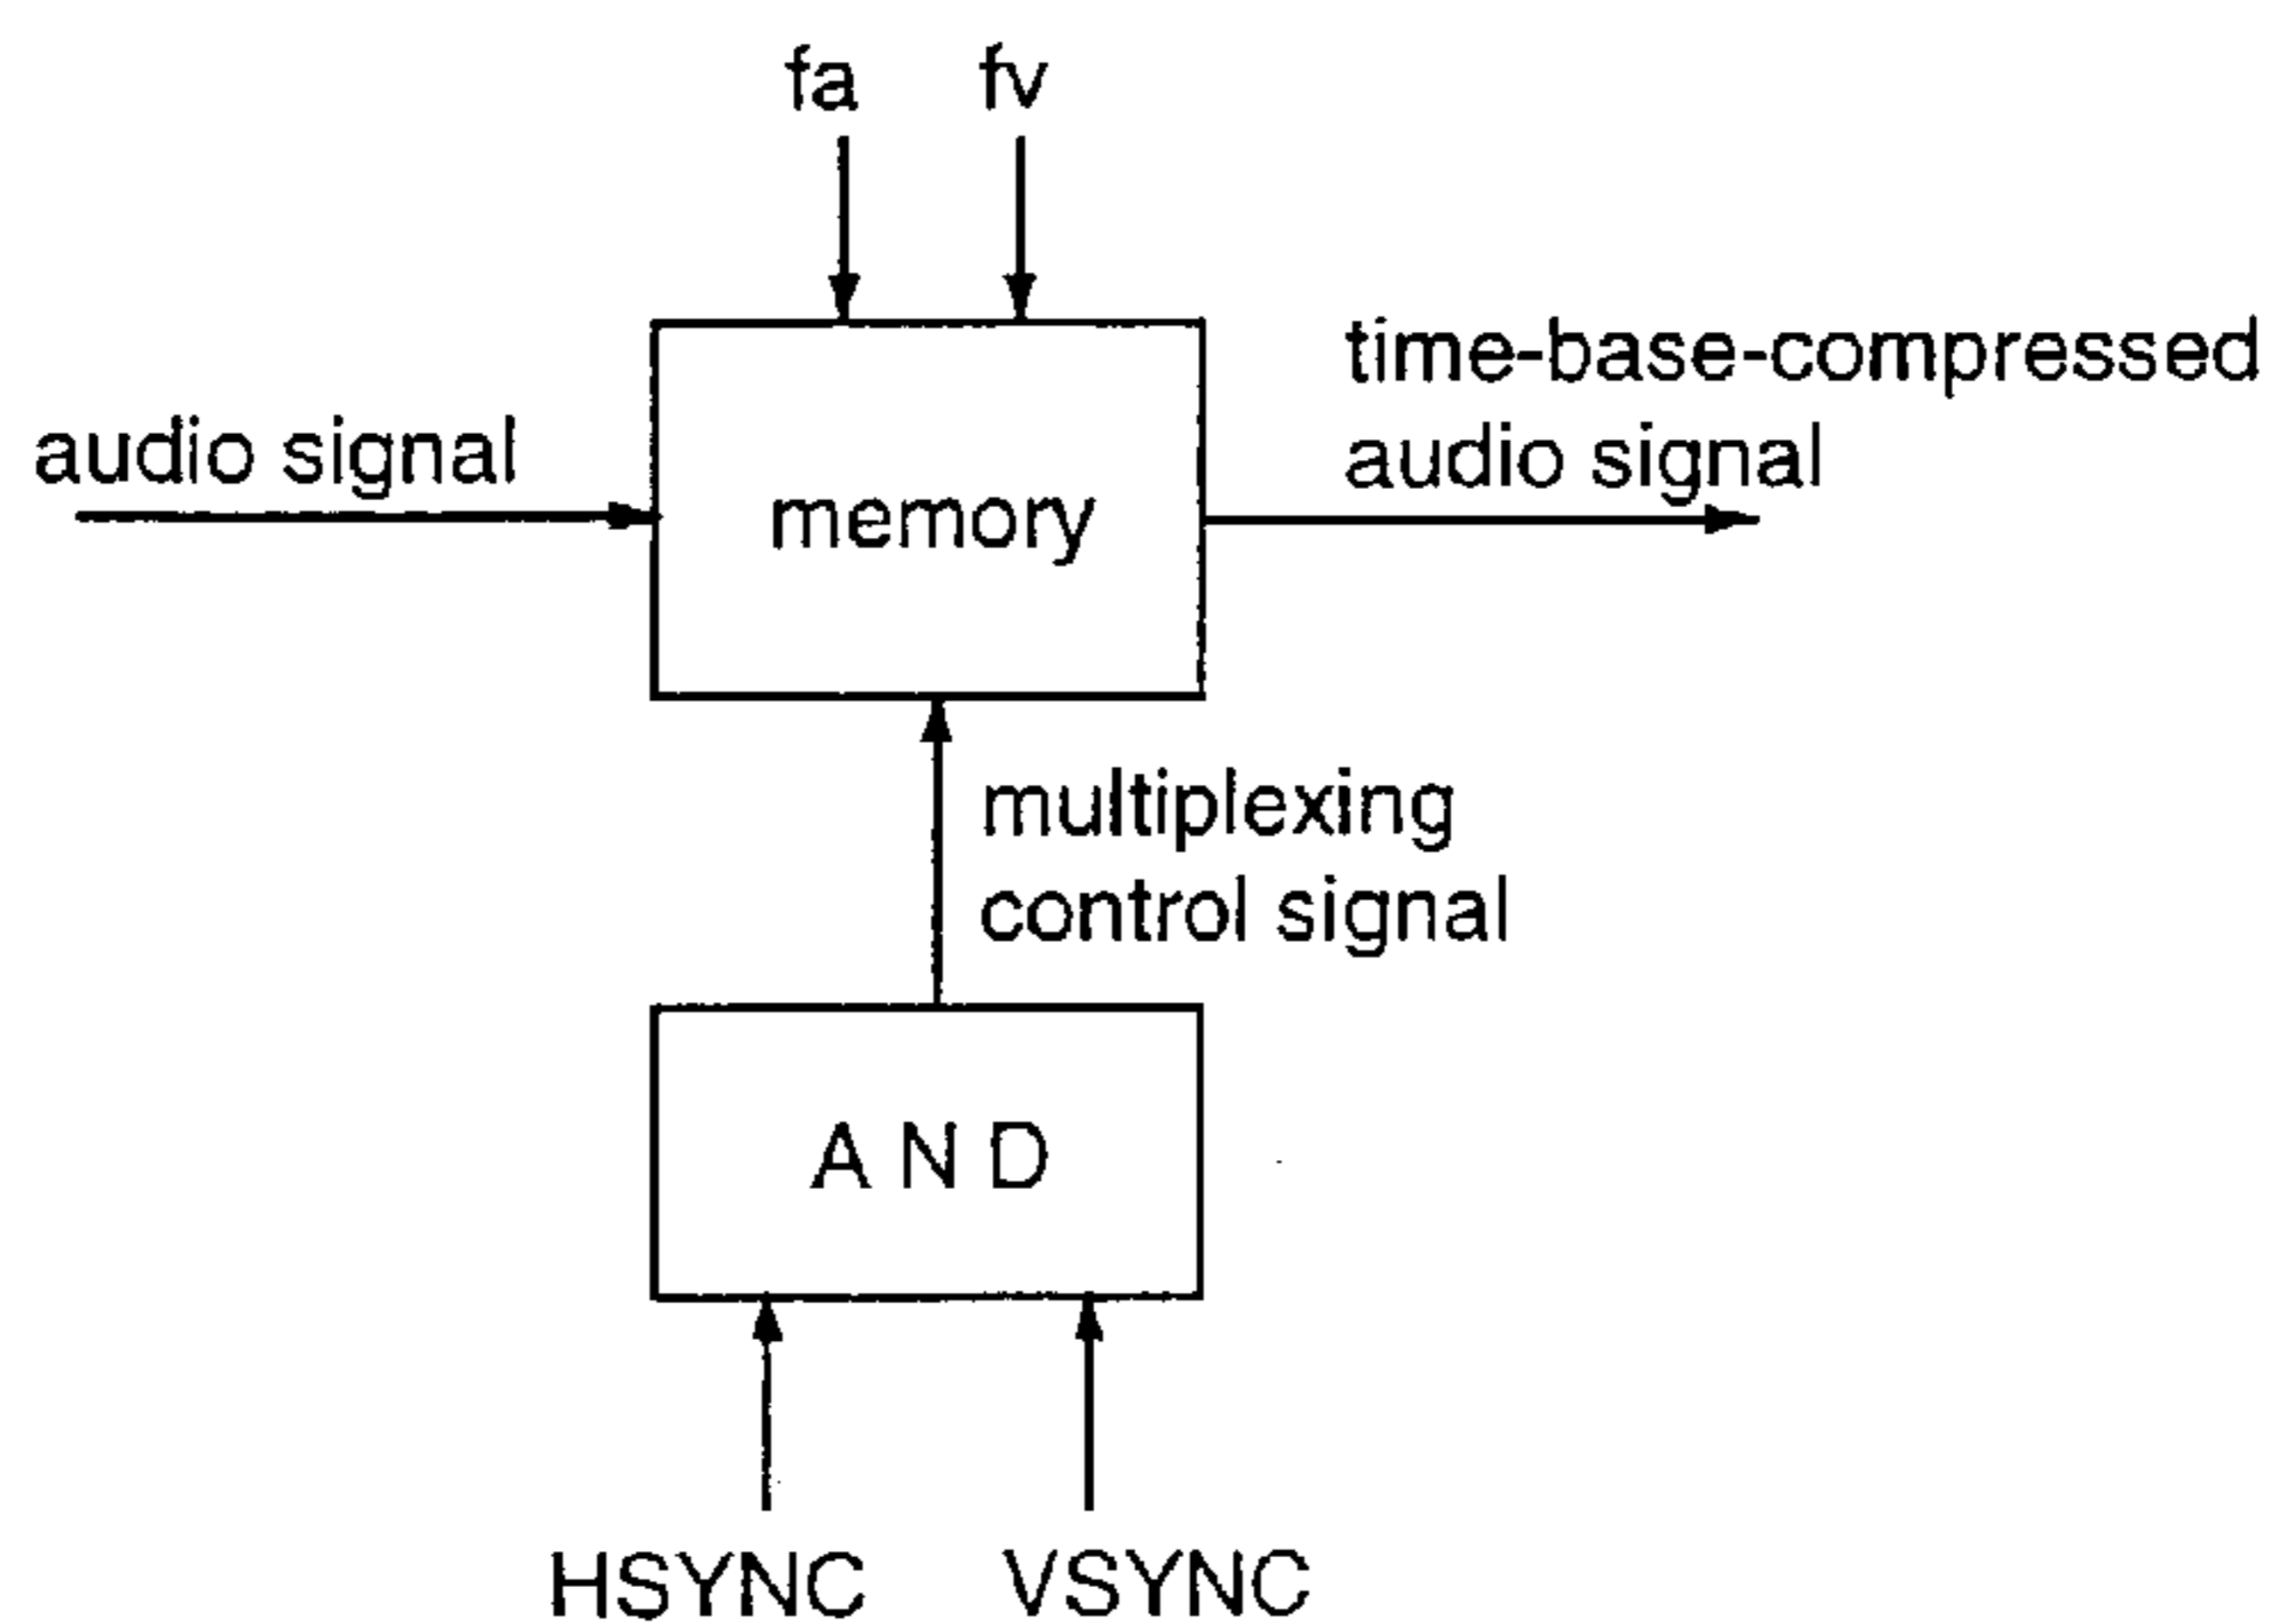 fa fv
time-base-compressed
audio signal
audio signal
memory
multiplexing
control signal
A N D
HSYNC VSYNC